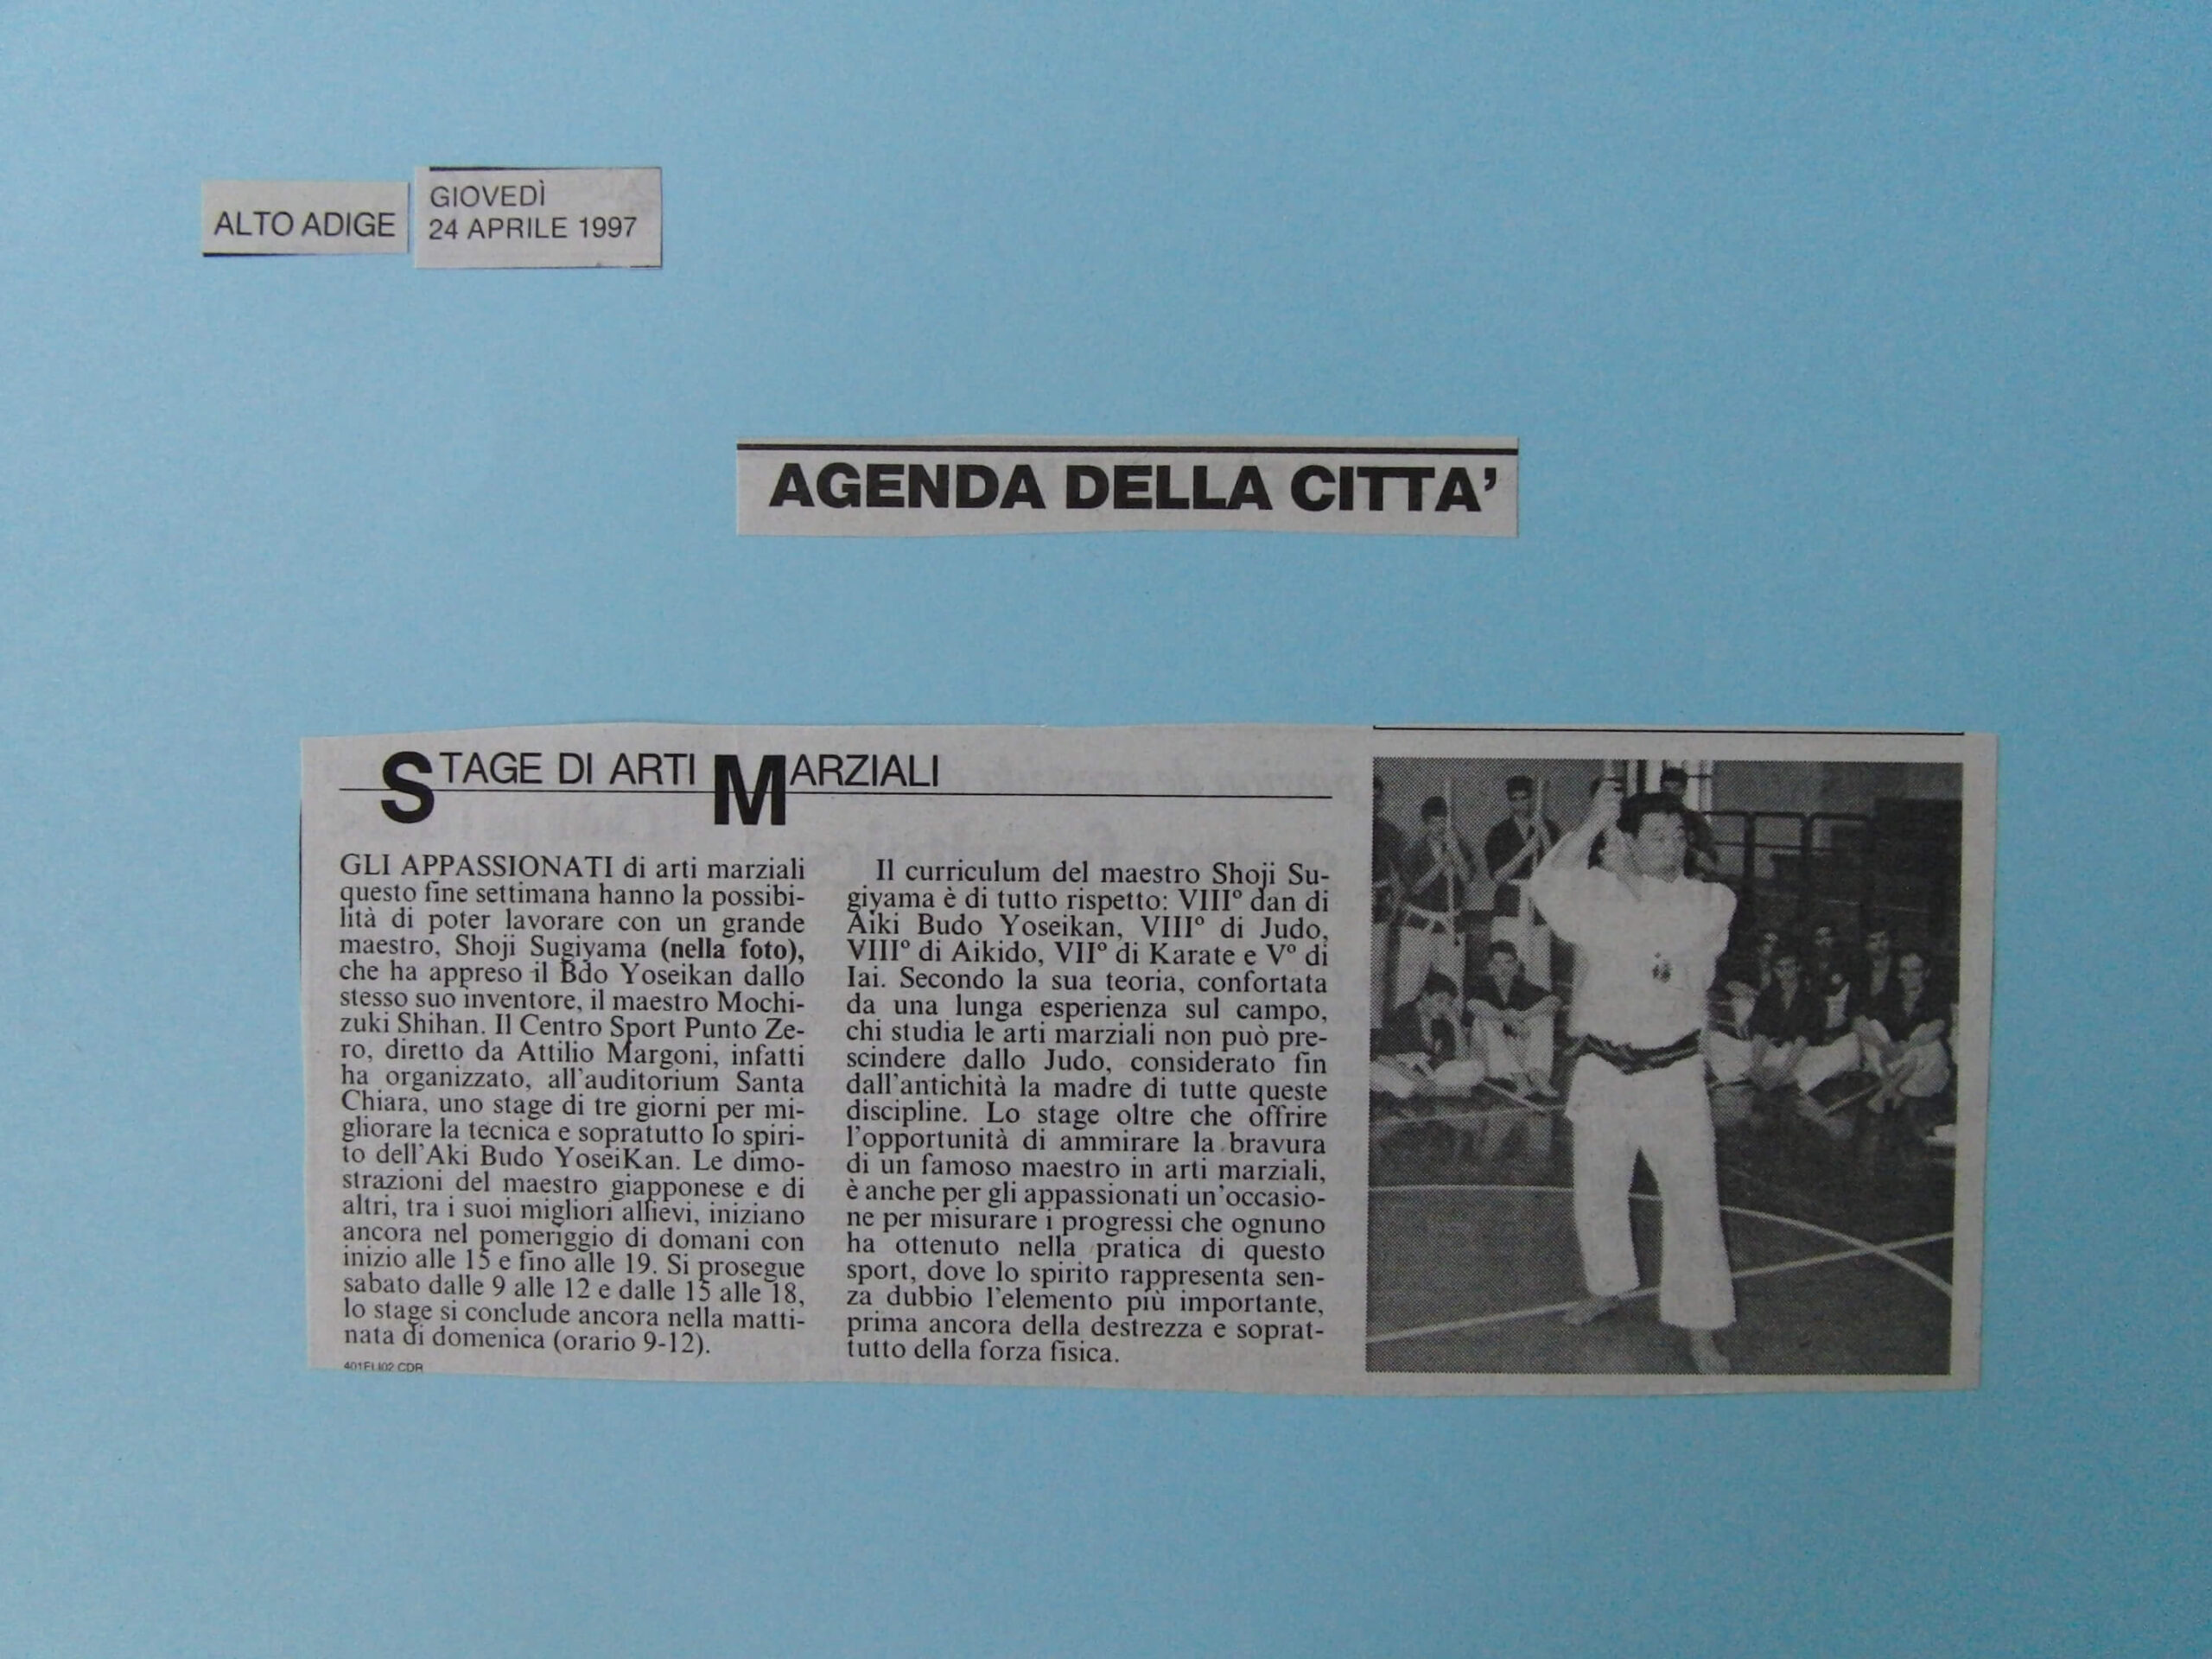 ALTO ADIGE
GIOVEDÌ
24 APRILE 1997
AGENDA DELLA CITTA'
STAGE DI ARTI MARZIALI
GLI APPASSIONATI di arti marziali
questo fine settimana hanno la possibi-
lità di poter lavorare con un grande
maestro, Shoji Sugiyama (nella foto),
che ha appreso il Bdo Yoseikan dallo
stesso suo inventore, il maestro Mochi-
zuki Shihan. Il Centro Sport Punto Ze-
ro, diretto da Attilio Margoni, infatti
ha organizzato, all'auditorium Santa
Chiara, uno stage di tre giorni per mi-
gliorare la tecnica e sopratutto lo spiri-
to dell'Aki Budo YoseiKan. Le dimo-
strazioni del maestro giapponese e di
altri, tra i suoi migliori allievi, iniziano
ancora nel pomeriggio di domani con
inizio alle 15 e fino alle 19. Si prosegue
sabato dalle 9 alle 12 e dalle 15 alle 18,
lo stage si conclude ancora nella matti-
nata di domenica (orario 9-12).
401FLI02.CDR
Il curriculum del maestro Shoji Su-
giyama è di tutto rispetto: VIIIº dan di
Aiki Budo Yoseikan, VIIIº di Judo,
VIIIº di Aikido, VIIº di Karate e Vº di
Iai. Secondo la sua teoria, confortata
da una lunga esperienza sul campo,
chi studia le arti marziali non può pre-
scindere dallo Judo, considerato fin
dall'antichità la madre di tutte queste
discipline. Lo stage oltre che offrire
l'opportunità di ammirare la bravura
di un famoso maestro in arti marziali,
è anche per gli appassionati un'occasio-
ne per misurare i progressi che ognuno
ha ottenuto nella pratica di questo
sport, dove lo spirito rappresenta sen-
za dubbio l'elemento più importante,
prima ancora della destrezza e soprat-
tutto della forza fisica.